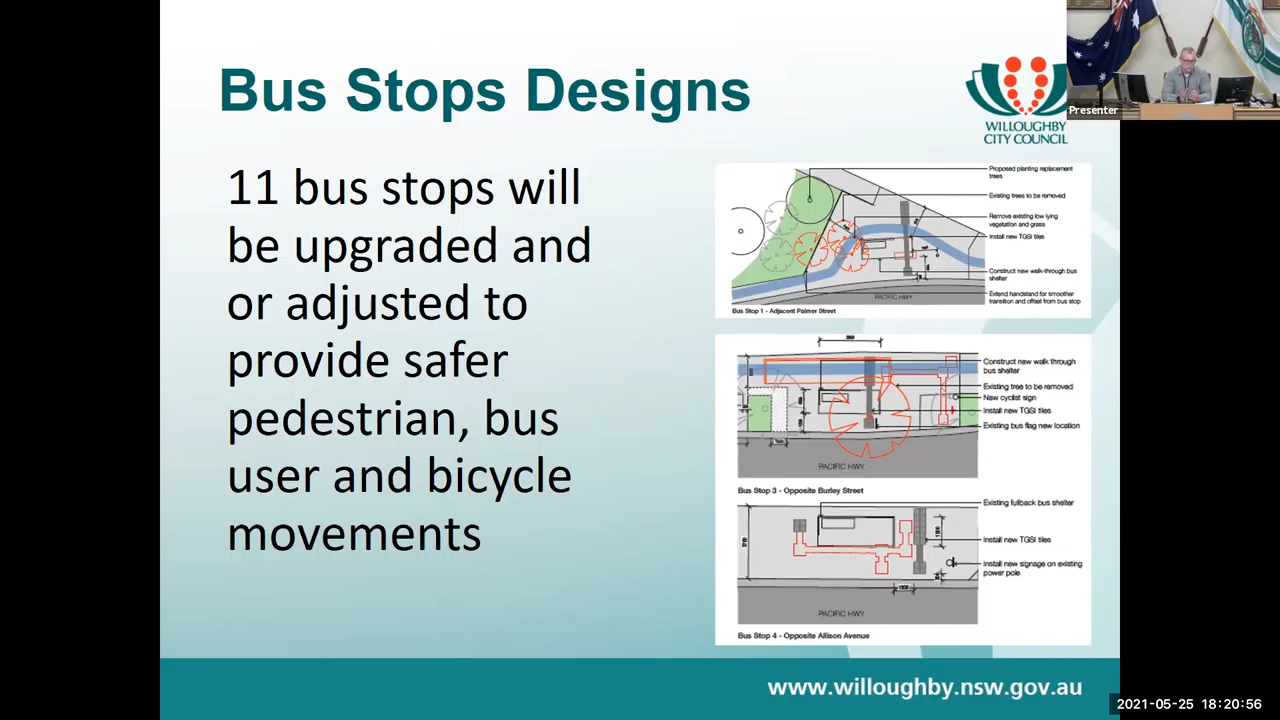 Bus Stops Designs
WILLOUGHBY
CITY COUNCIL
Presenter
11 bus stops will
be upgraded and
or adjusted to
provide safer
pedestrian, bus
user and bicycle
movements
Proposed planting replacement
trees
Existing trees to be removed
Remove existing low lying
vegetation and grass
Install new TGSI tiles
Construct new walk-through bus
shelter
Extend handstand for smoother
transition and offset from bus stop
PACIFIC HWY
Bus Stop 1 - Adjacent Palmer Street
Construct new walk through
bus shelter
Existing tree to be removed
New cyclist sign
Install new TGSI tiles
Existing bus flag new location
PACIFIC HWY
Bus Stop 3 - Opposite Burley Street
Existing fullback bus shelter
Install new TGSI tiles
Install new signage on existing
power pole
PACIFIC HWY
Bus Stop 4 - Opposite Allison Avenue
www.willoughby.nsw.gov.au
2021-05-25 18:20:56